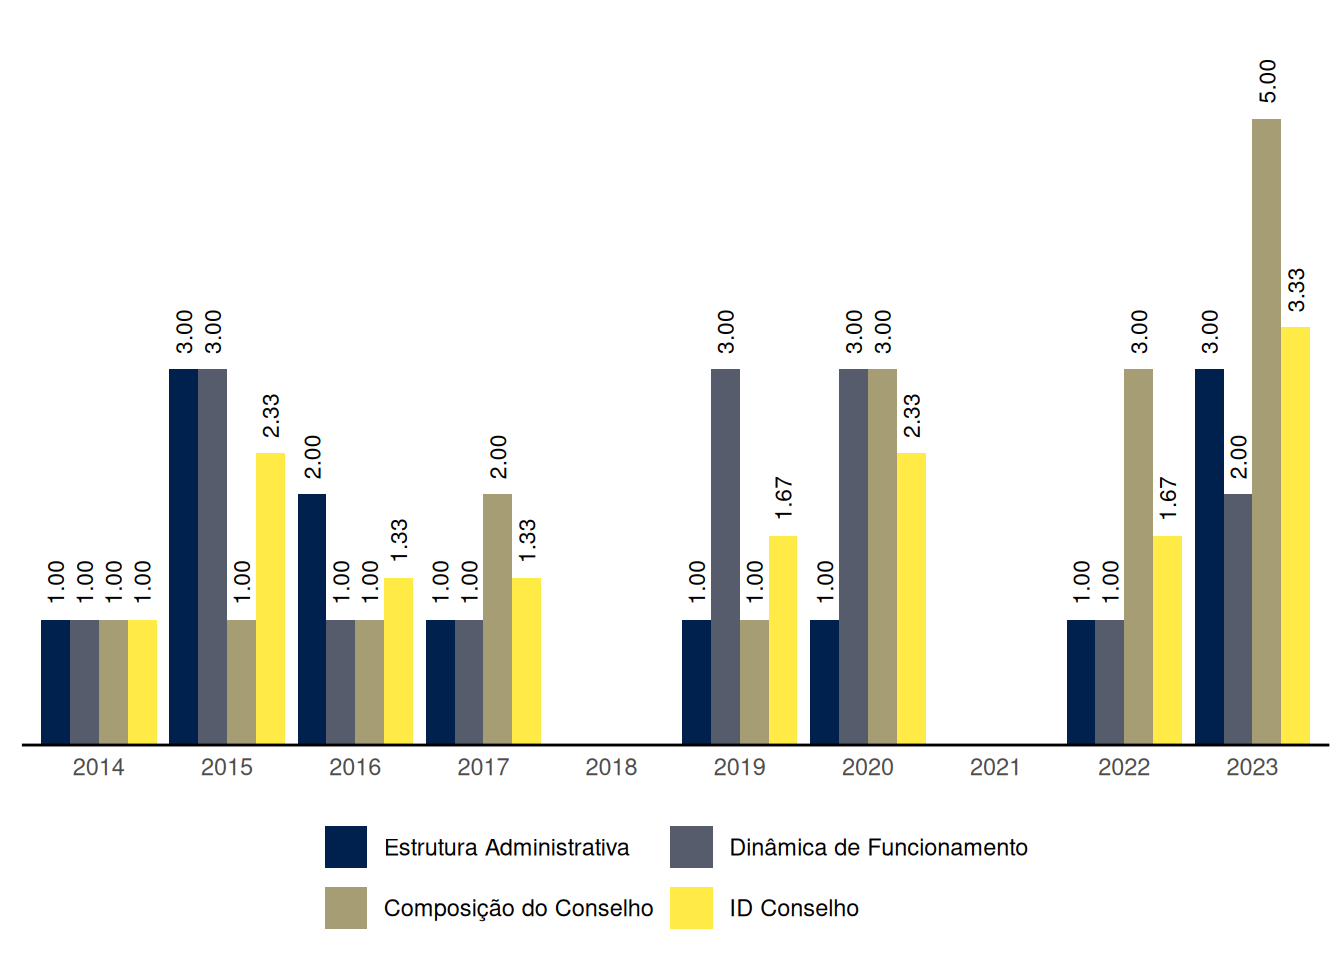 1.00 1.00 1.00 1.00
3.00 3.00 1.00 2.33
2.00 1.00 1.00 1.33
1.00 1.00 2.00 1.33
1.00 3.00 1.00 1.67
1.00 3.00 3.00 2.33
1.00 1.00 3.00 1.67
3.00 2.00 5.00 3.33
2014 2015 2016 2017 2018 2019 2020 2021 2022 2023
Estrutura Administrativa Dinâmica de Funcionamento
Composição do Conselho ID Conselho